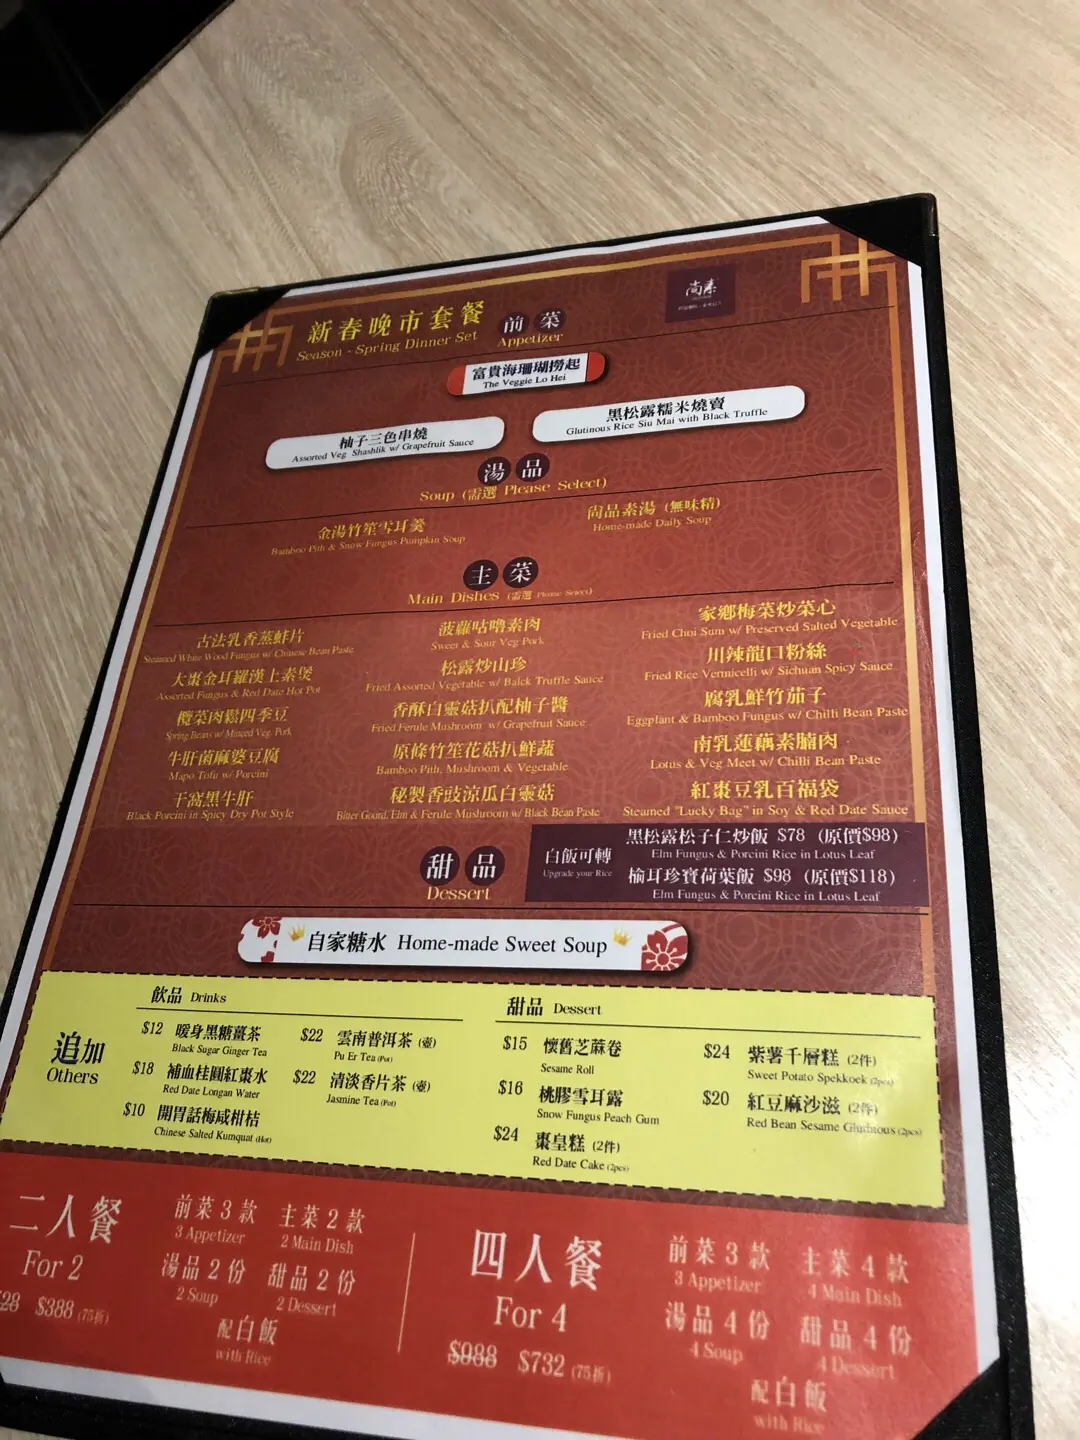 新春晚市套餐
Season - Spring Dinner Set
前菜
Appetizer
尚素
富貴海珊瑚撈起
The Veggie Lo Hei
柚子三色串燒
Assorted Veg Shashlik w/ Grapefruit Sauce
黑松露糯米燒賣
Glutinous Rice Siu Mai with Black Truffle
湯品
Soup (需選 Please Select)
金湯竹笙雪耳羹
Bamboo Pith & Snow Fungus Pumpkin Soup
尚品素湯 (無味精)
Home-made Daily Soup
主菜
Main Dishes (需選 Please Select)
古法乳香蒸蚌片
Steamed White Wood Fungus w/ Chinese Bean Paste
大棗金耳羅漢上素煲
Assorted Fungus & Red Date Hot Pot
欖菜肉鬆四季豆
Spring Beans w/ Minced Veg. Pork
牛肝菌麻婆豆腐
Mapo Tofu w/ Porcini
干窩黑牛肝
Black Porcini in Spicy Dry Pot Style
菠蘿咕嚕素肉
Sweet & Sour Veg Pork
松露炒山珍
Fried Assorted Vegetable w/ Balck Truffle Sauce
香酥白靈菇扒配柚子醬
Fried Ferule Mushroom w/ Grapefruit Sauce
原條竹笙花菇扒鮮蔬
Bamboo Pith, Mushroom & Vegetable
秘製香豉涼瓜白靈菇
Bitter Gourd, Elm & Ferule Mushroom w/ Black Bean Paste
家鄉梅菜炒菜心
Fried Choi Sum w/ Preserved Salted Vegetable
川辣龍口粉絲
Fried Rice Vermicelli w/ Sichuan Spicy Sauce
腐乳鮮竹茄子
Eggplant & Bamboo Fungus w/ Chilli Bean Paste
南乳蓮藕素腩肉
Lotus & Veg Meet w/ Chilli Bean Paste
紅棗豆乳百福袋
Steamed "Lucky Bag" in Soy & Red Date Sauce
白飯可轉
Upgrade your Rice
黑松露松子仁炒飯 $78 (原價$98)
Elm Fungus & Porcini Rice in Lotus Leaf
榆耳珍寶荷葉飯 $98 (原價$118)
Elm Fungus & Porcini Rice in Lotus Leaf
甜品
Dessert
自家糖水 Home-made Sweet Soup
追加
Others
飲品 Drinks
$12 暖身黑糖薑茶
Black Sugar Ginger Tea
$18 補血桂圓紅棗水
Red Date Longan Water
$10 開胃話梅咸柑桔
Chinese Salted Kumquat (Hot)
$22 雲南普洱茶 (壺)
Pu Er Tea (Pot)
$22 清淡香片茶 (壺)
Jasmine Tea (Pot)
甜品 Dessert
$15 懷舊芝蔴卷
Sesame Roll
$16 桃膠雪耳露
Snow Fungus Peach Gum
$24 棗皇糕 (2件)
Red Date Cake (2pcs)
$24 紫薯千層糕 (2件)
Sweet Potato Spekkoek (2pcs)
$20 紅豆麻沙滋 (2件)
Red Bean Sesame Glutinous (2pcs)
二人餐
For 2
28 $388 (75折)
前菜3款
3 Appetizer
主菜2款
2 Main Dish
湯品2份
2 Soup
甜品2份
2 Dessert
配白飯
with Rice
四人餐
For 4
$988 $732 (75折)
前菜3款
3 Appetizer
主菜4款
4 Main Dish
湯品4份
4 Soup
甜品4份
4 Dessert
配白飯
with Rice